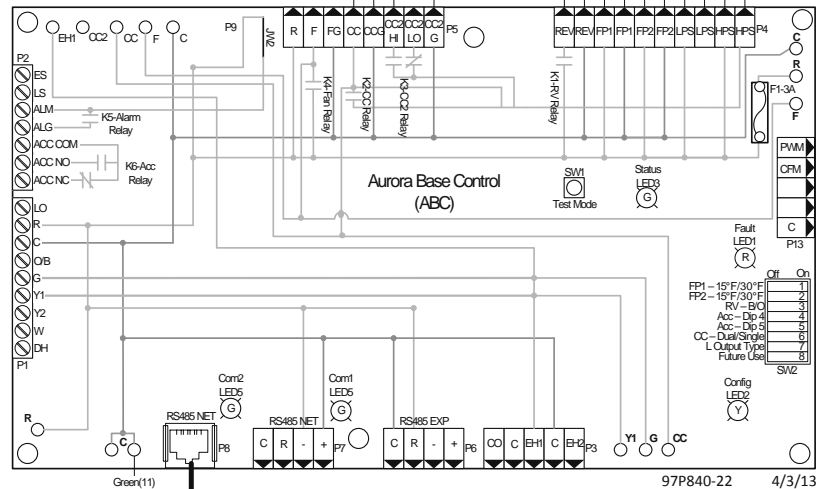 EH1 CC2 CC F C
P9
JW2
R F FG CC CCG CC2 HI CC2 LO CC2 G P5
REV REV FP1 FP1 FP2 FP2 LPS LPS HPS HPS P4
C
R
F1-3A
F
P2
ES
LS
ALM
ALG
ACC COM
ACC NO
ACC NC
K5-Alarm Relay
K6-Acc Relay
K4-Fan Relay
K2-CC Relay
K3-CC2 Relay
K1-RV Relay
Aurora Base Control
(ABC)
SW1
Test Mode
Status
LED3
G
PWM
CFM
C
P13
LO
R
C
O/B
G
Y1
Y2
W
DH
P1
Fault
LED1
R
Off On
FP1 – 15°F/30°F 1
FP2 – 15°F/30°F 2
RV – B/O 3
Acc – Dip 4 4
Acc – Dip 5 5
CC – Dual/Single 6
L Output Type 7
Future Use 8
SW2
Config
LED2
Y
R
C
Green(11)
RS485 NET
P8
Com2
LED5
G
Com1
LED5
G
RS485 NET
C R - + P7
RS485 EXP
C R - + P6
CO C EH1 C EH2 P3
Y1 G CC
97P840-22 4/3/13